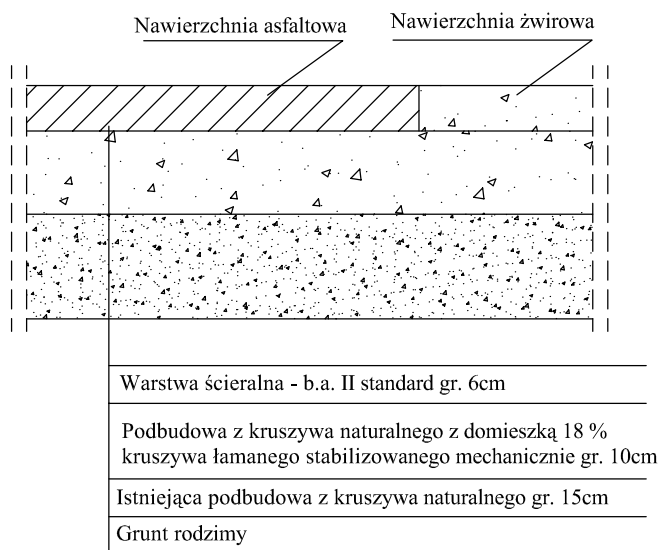 Nawierzchnia asfaltowa
Nawierzchnia żwirowa
Warstwa ścieralna - b.a. II standard gr. 6cm
Podbudowa z kruszywa naturalnego z domieszką 18 %
kruszywa łamanego stabilizowanego mechanicznie gr. 10cm
Istniejąca podbudowa z kruszywa naturalnego gr. 15cm
Grunt rodzimy